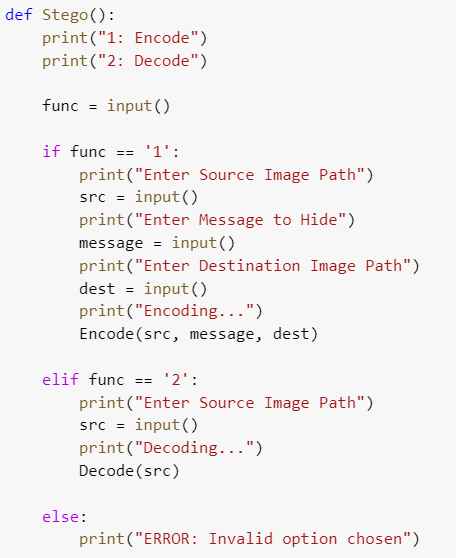 def Stego():
    print("1: Encode")
    print("2: Decode")

    func = input()

    if func == '1':
        print("Enter Source Image Path")
        src = input()
        print("Enter Message to Hide")
        message = input()
        print("Enter Destination Image Path")
        dest = input()
        print("Encoding...")
        Encode(src, message, dest)

    elif func == '2':
        print("Enter Source Image Path")
        src = input()
        print("Decoding...")
        Decode(src)

    else:
        print("ERROR: Invalid option chosen")